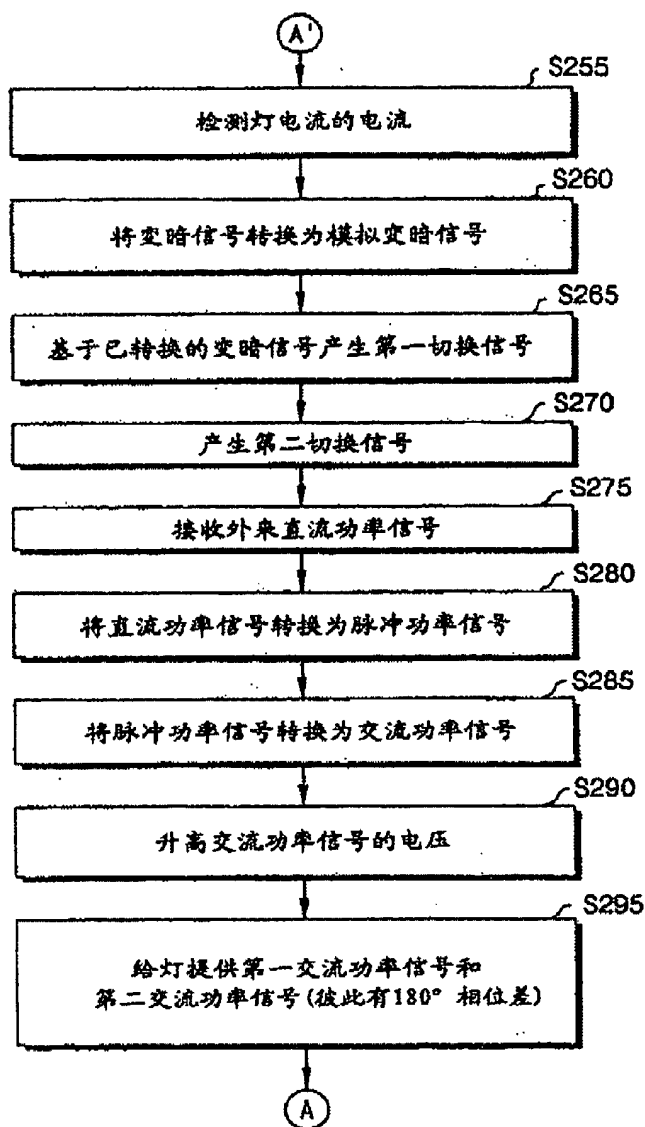 A'
S255
检测灯电流的电流
S260
将变暗信号转换为模拟变暗信号
S265
基于已转换的变暗信号产生第一切换信号
S270
产生第二切换信号
S275
接收外来直流功率信号
S280
将直流功率信号转换为脉冲功率信号
S285
将脉冲功率信号转换为交流功率信号
S290
升高交流功率信号的电压
S295
给灯提供第一交流功率信号和
第二交流功率信号(彼此有180° 相位差)
A